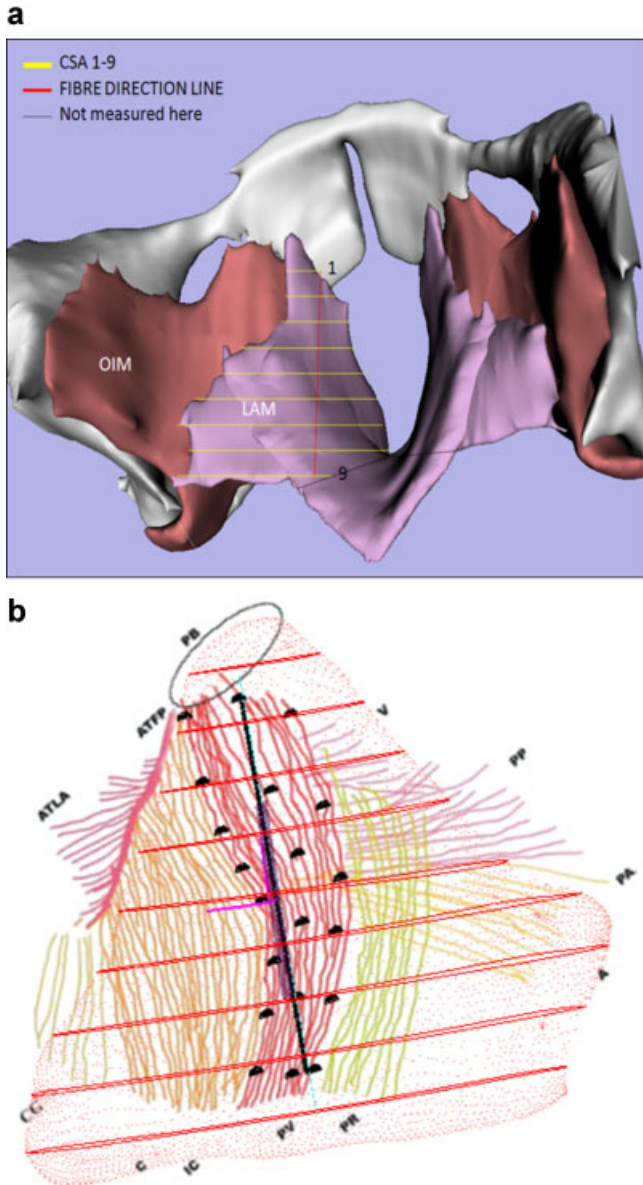 a
CSA 1-9
FIBRE DIRECTION LINE
Not measured here
1
OIM
LAM
9
b
PB
ATFP
V
ATLA
PP
PA
A
CG
PV
PR
C
IC